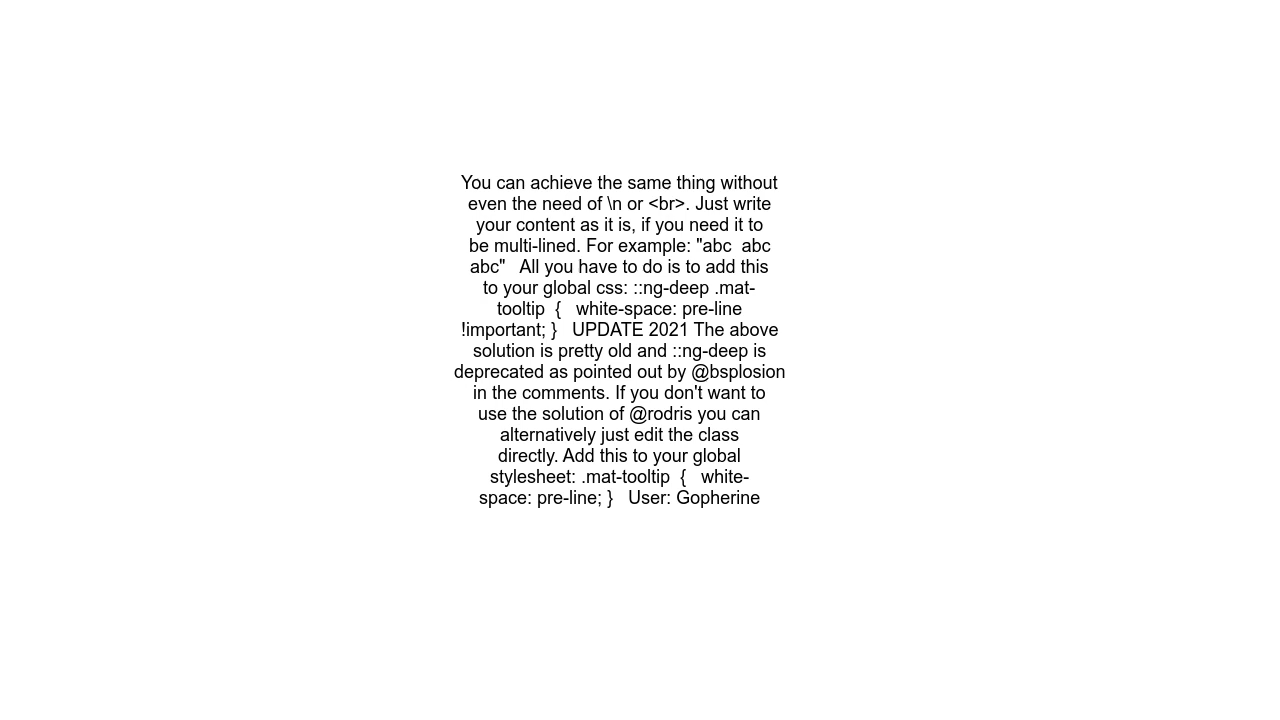 You can achieve the same thing without
even the need of \n or <br>. Just write
your content as it is, if you need it to
be multi-lined. For example: "abc  abc
abc"   All you have to do is to add this
to your global css: ::ng-deep .mat-
tooltip  {   white-space: pre-line
!important; }   UPDATE 2021 The above
solution is pretty old and ::ng-deep is
deprecated as pointed out by @bsplosion
in the comments. If you don't want to
use the solution of @rodris you can
alternatively just edit the class
directly. Add this to your global
stylesheet: .mat-tooltip  {   white-
space: pre-line; }   User: Gopherine